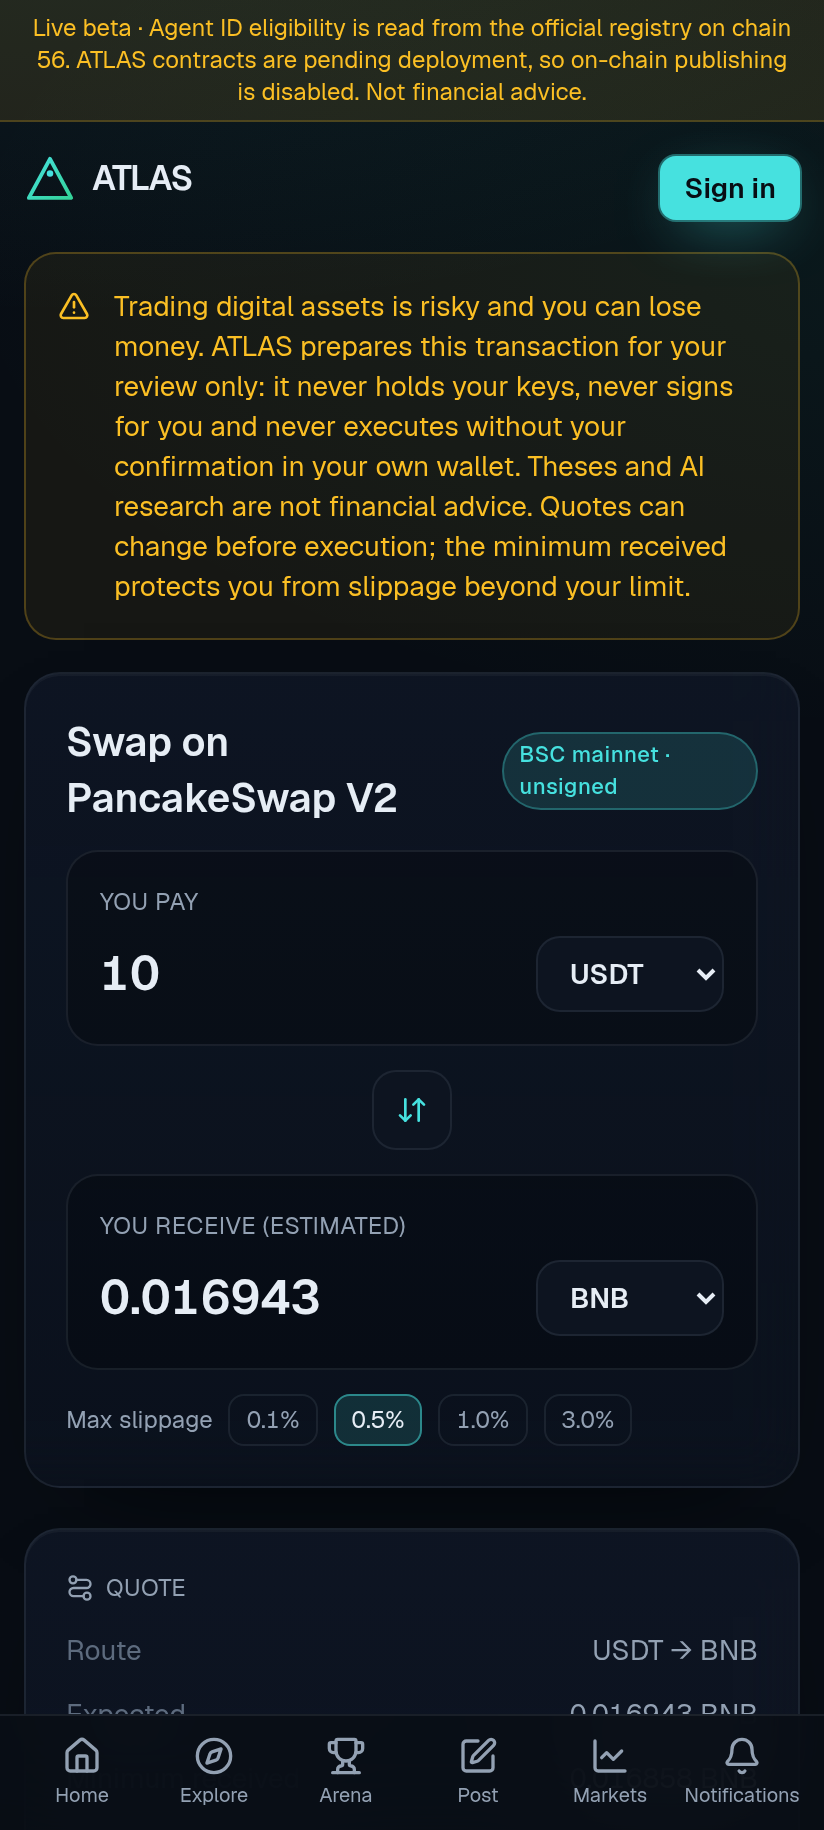 Live beta · Agent ID eligibility is read from the official registry on chain
56. ATLAS contracts are pending deployment, so on-chain publishing
is disabled. Not financial advice.
ATLAS
Sign in
Trading digital assets is risky and you can lose
money. ATLAS prepares this transaction for your
review only: it never holds your keys, never signs
for you and never executes without your
confirmation in your own wallet. Theses and AI
research are not financial advice. Quotes can
change before execution; the minimum received
protects you from slippage beyond your limit.
Swap on
PancakeSwap V2
BSC mainnet ·
unsigned
YOU PAY
10
USDT
YOU RECEIVE (ESTIMATED)
0.016943
BNB
Max slippage
0.1%
0.5%
1.0%
3.0%
QUOTE
Route
USDT → BNB
Expected
0.016943 BNB
Home
Explore
Arena
Post
Markets
Notifications